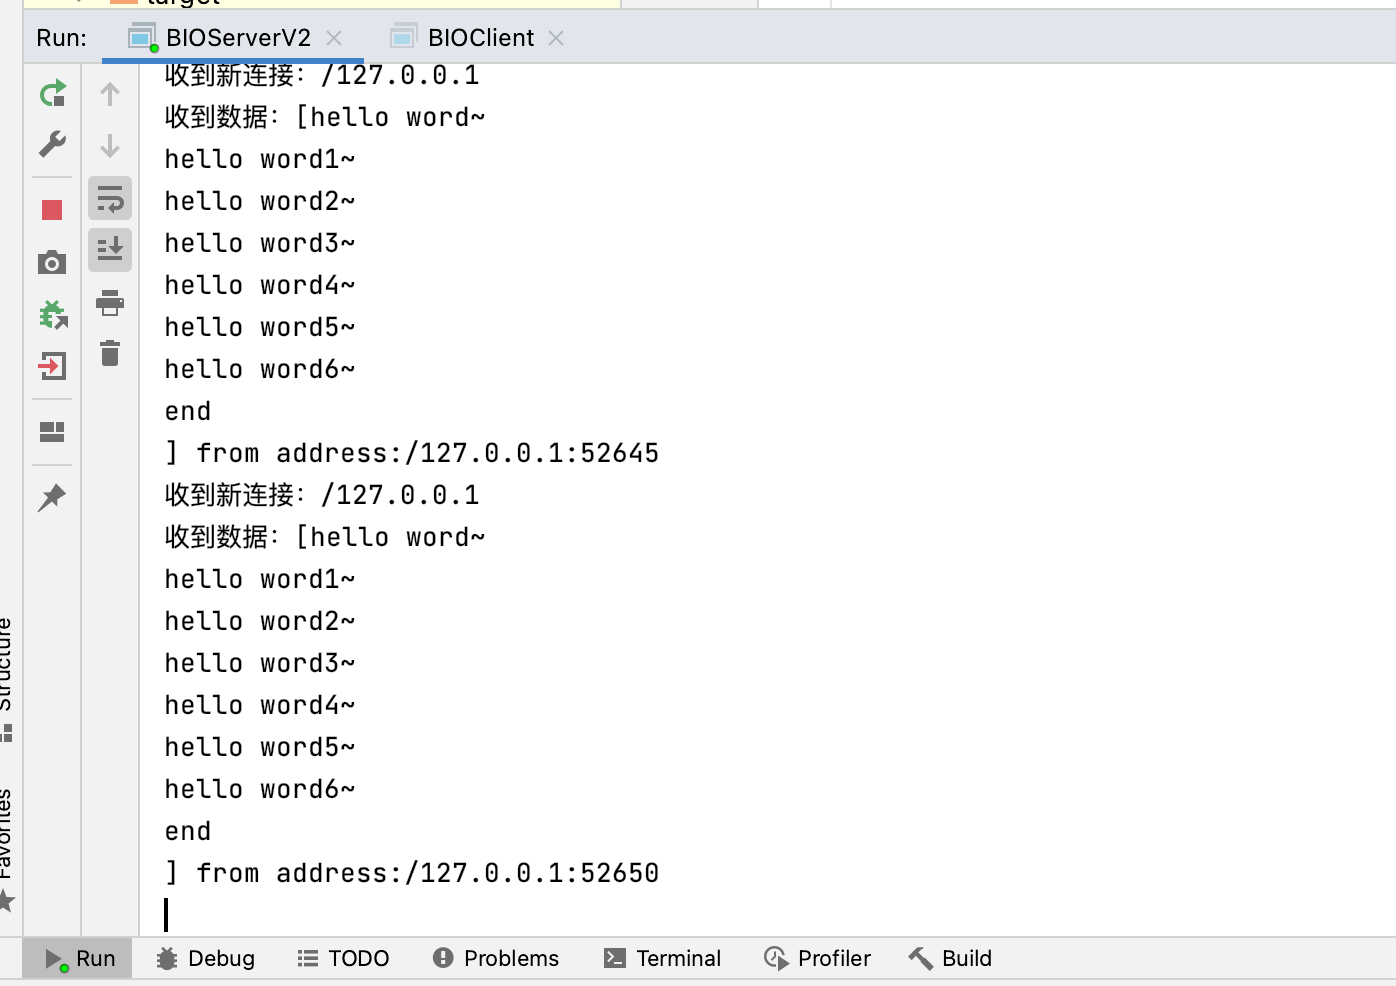 target
Run: BIOServerV2 BIOClient
收到新连接：/127.0.0.1
收到数据：[hello word~
hello word1~
hello word2~
hello word3~
hello word4~
hello word5~
hello word6~
end
] from address:/127.0.0.1:52645
收到新连接：/127.0.0.1
收到数据：[hello word~
hello word1~
hello word2~
hello word3~
hello word4~
hello word5~
hello word6~
end
] from address:/127.0.0.1:52650
Structure
Favorites
Run Debug TODO Problems Terminal Profiler Build